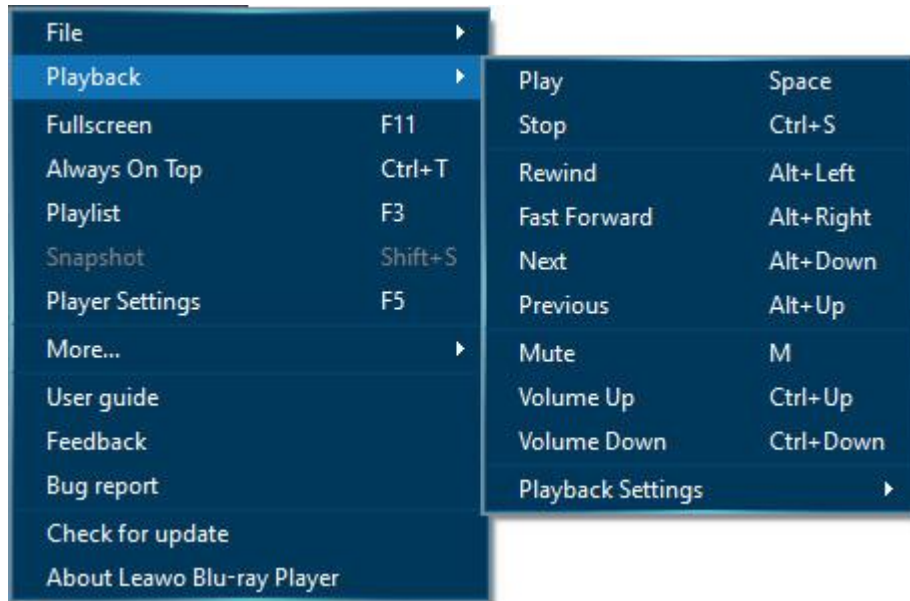 File
Playback
Fullscreen F11
Always On Top Ctrl+T
Playlist F3
Snapshot Shift+S
Player Settings F5
More...
User guide
Feedback
Bug report
Check for update
About Leawo Blu-ray Player
Play Space
Stop Ctrl+S
Rewind Alt+Left
Fast Forward Alt+Right
Next Alt+Down
Previous Alt+Up
Mute M
Volume Up Ctrl+Up
Volume Down Ctrl+Down
Playback Settings